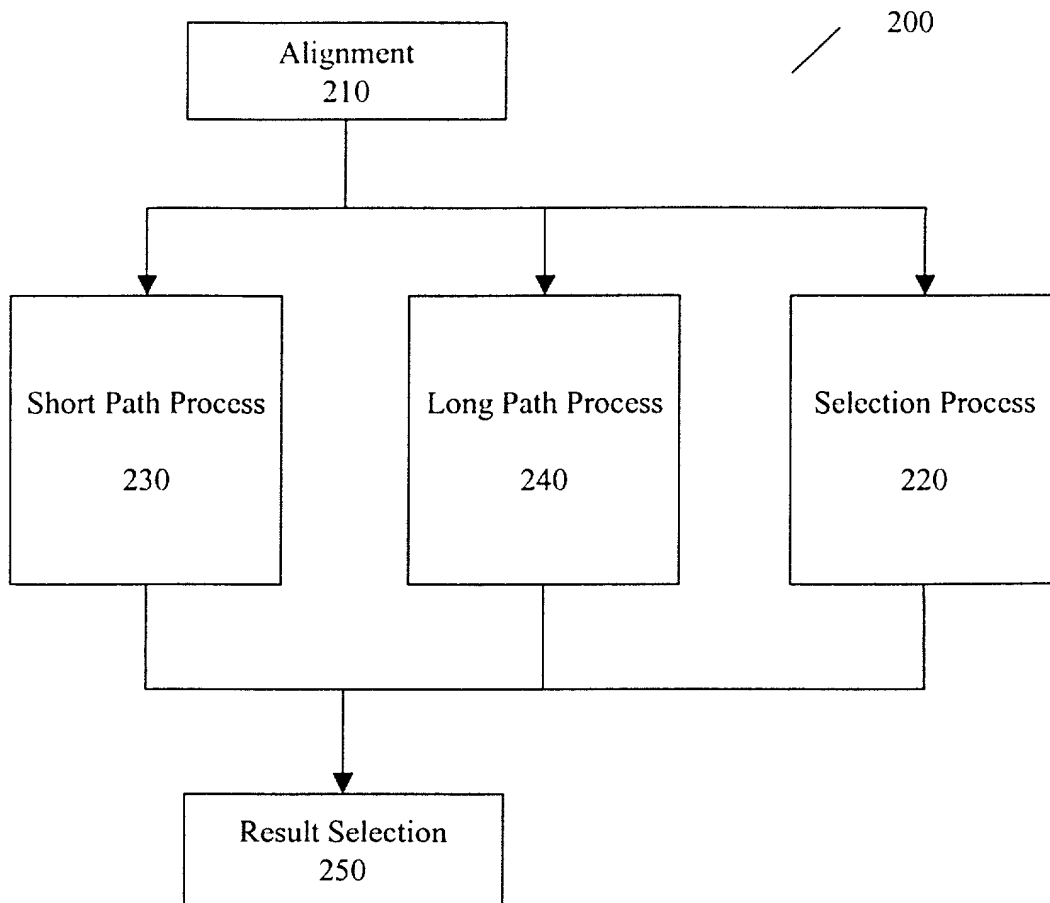 200
Alignment
210
Short Path Process
230
Long Path Process
240
Selection Process
220
Result Selection
250